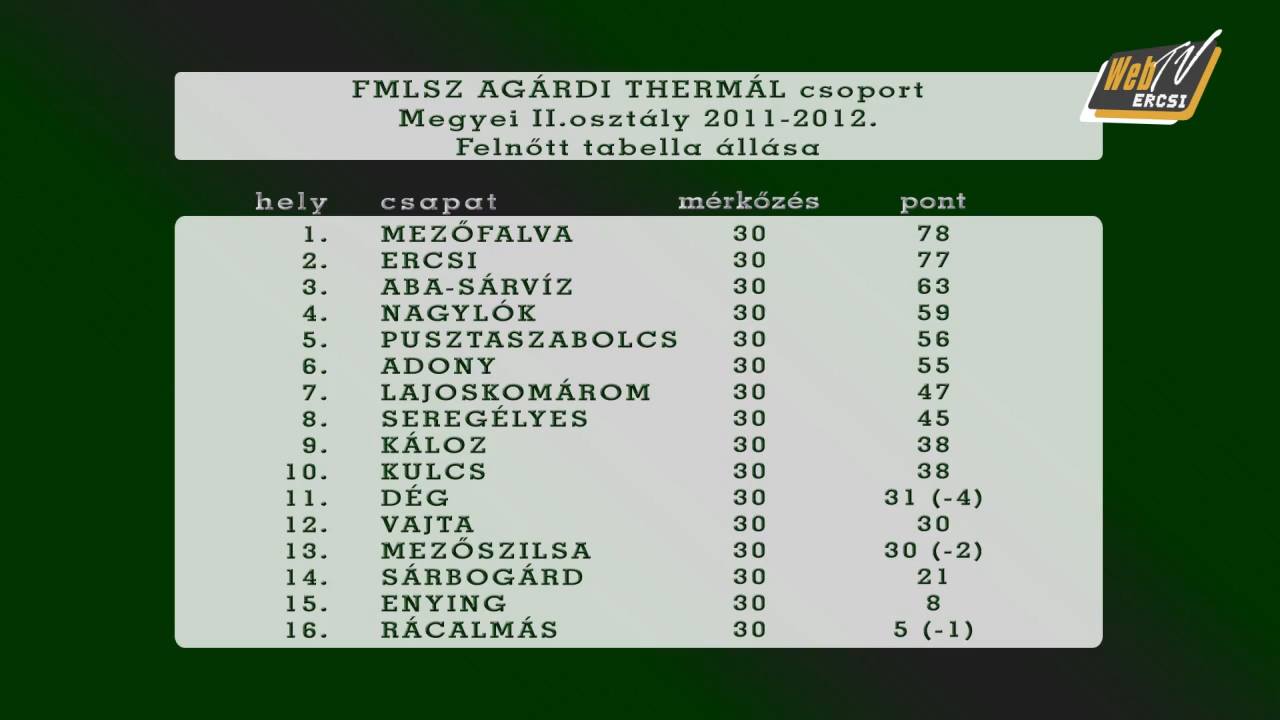 FMLSZ AGÁRDI THERMÁL csoport
Megyei II.osztály 2011-2012.
Felnőtt tabella állása
Web TV
ERCSI
hely csapat mérkőzés pont
1. MEZŐFALVA 30 78
2. ERCSI 30 77
3. ABA-SÁRVÍZ 30 63
4. NAGYLÓK 30 59
5. PUSZTASZABOLCS 30 56
6. ADONY 30 55
7. LAJOSKOMÁROM 30 47
8. SEREGÉLYES 30 45
9. KÁLOZ 30 38
10. KULCS 30 38
11. DÉG 30 31 (-4)
12. VAJTA 30 30
13. MEZŐSZILSA 30 30 (-2)
14. SÁRBOGÁRD 30 21
15. ENYING 30 8
16. RÁCALMÁS 30 5 (-1)